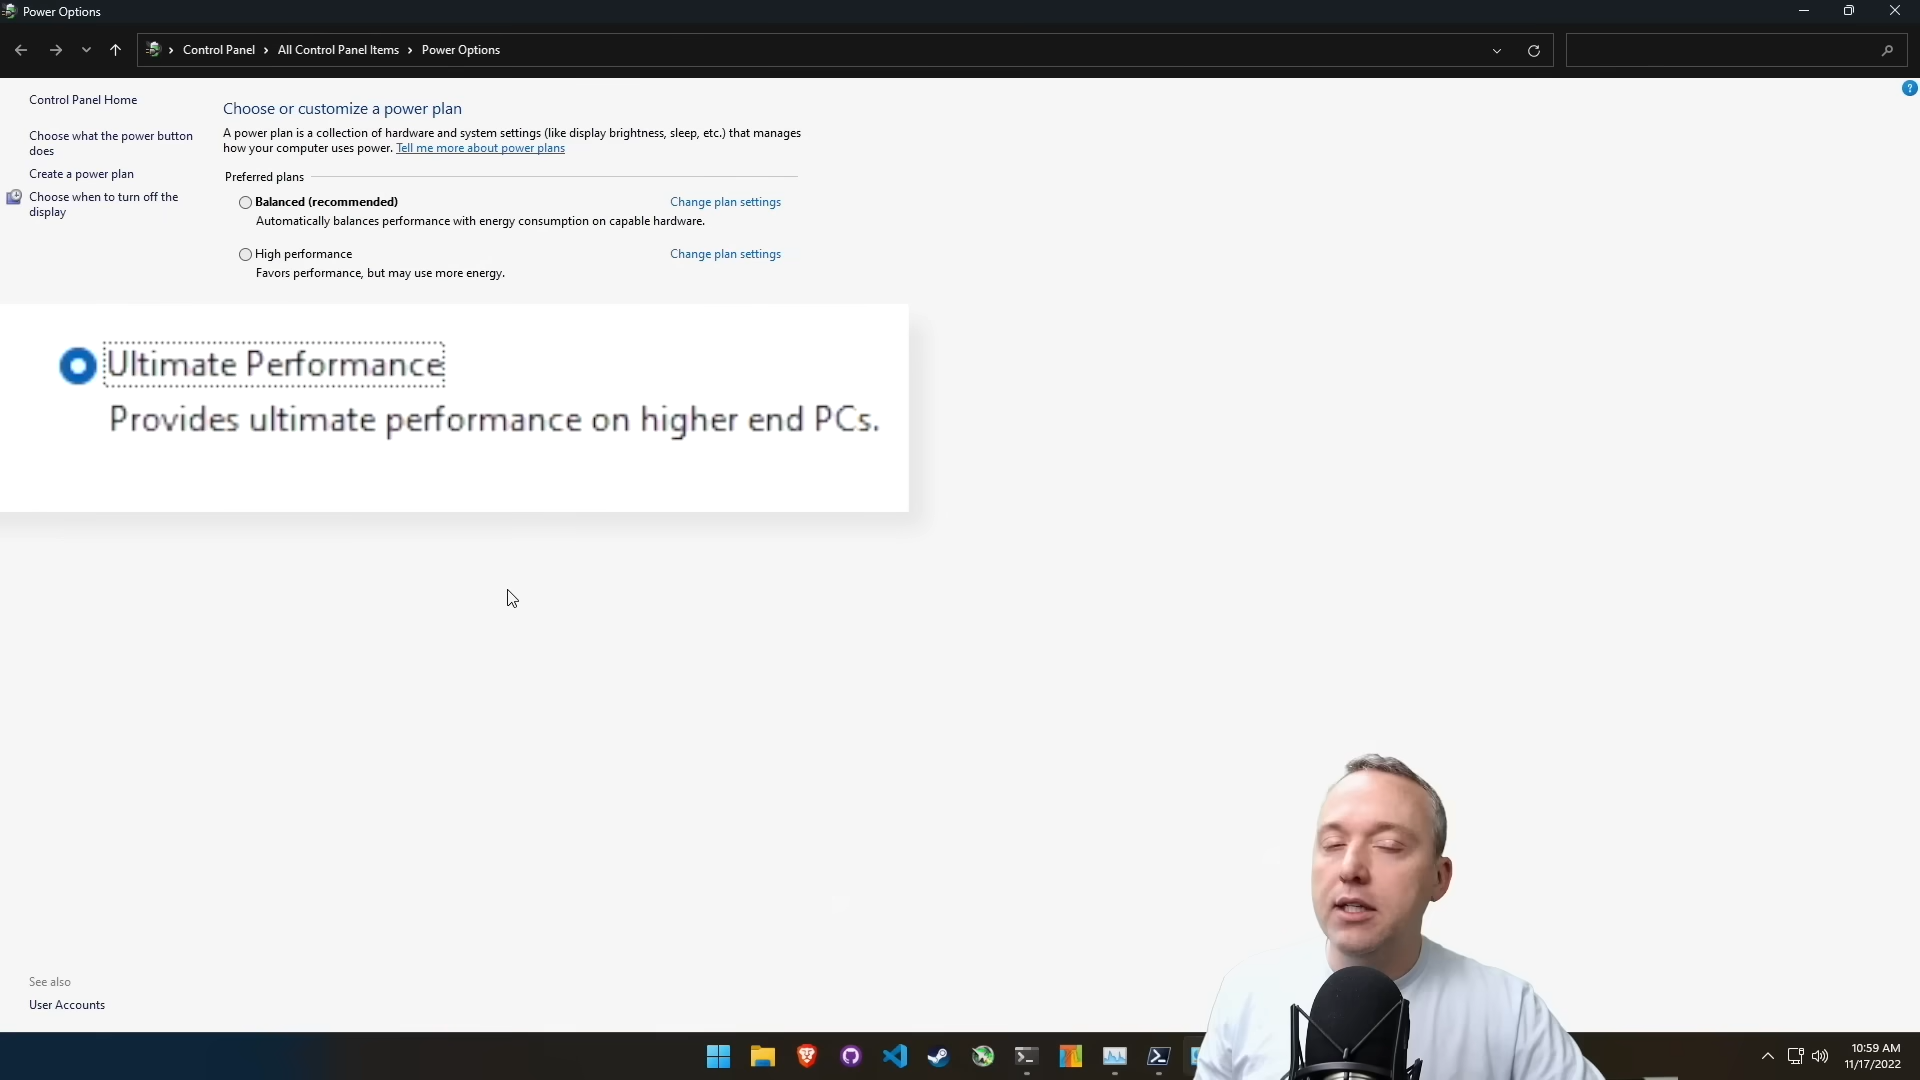 Power Options
Control Panel > All Control Panel Items > Power Options
Control Panel Home
Choose what the power button
does
Create a power plan
Choose when to turn off the
display
Choose or customize a power plan
A power plan is a collection of hardware and system settings (like display brightness, sleep, etc.) that manages
how your computer uses power. Tell me more about power plans
Preferred plans
Balanced (recommended) Change plan settings
Automatically balances performance with energy consumption on capable hardware.
High performance Change plan settings
Favors performance, but may use more energy.
Ultimate Performance
Provides ultimate performance on higher end PCs.
See also
User Accounts
10:59 AM
11/17/2022